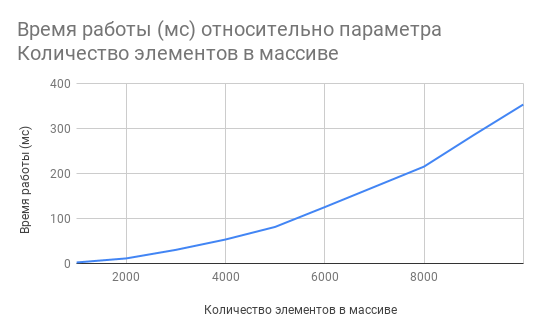 Время работы (мс) относительно параметра
Количество элементов в массиве
400
300
200
100
0
Время работы (мс)
2000
4000
6000
8000
Количество элементов в массиве